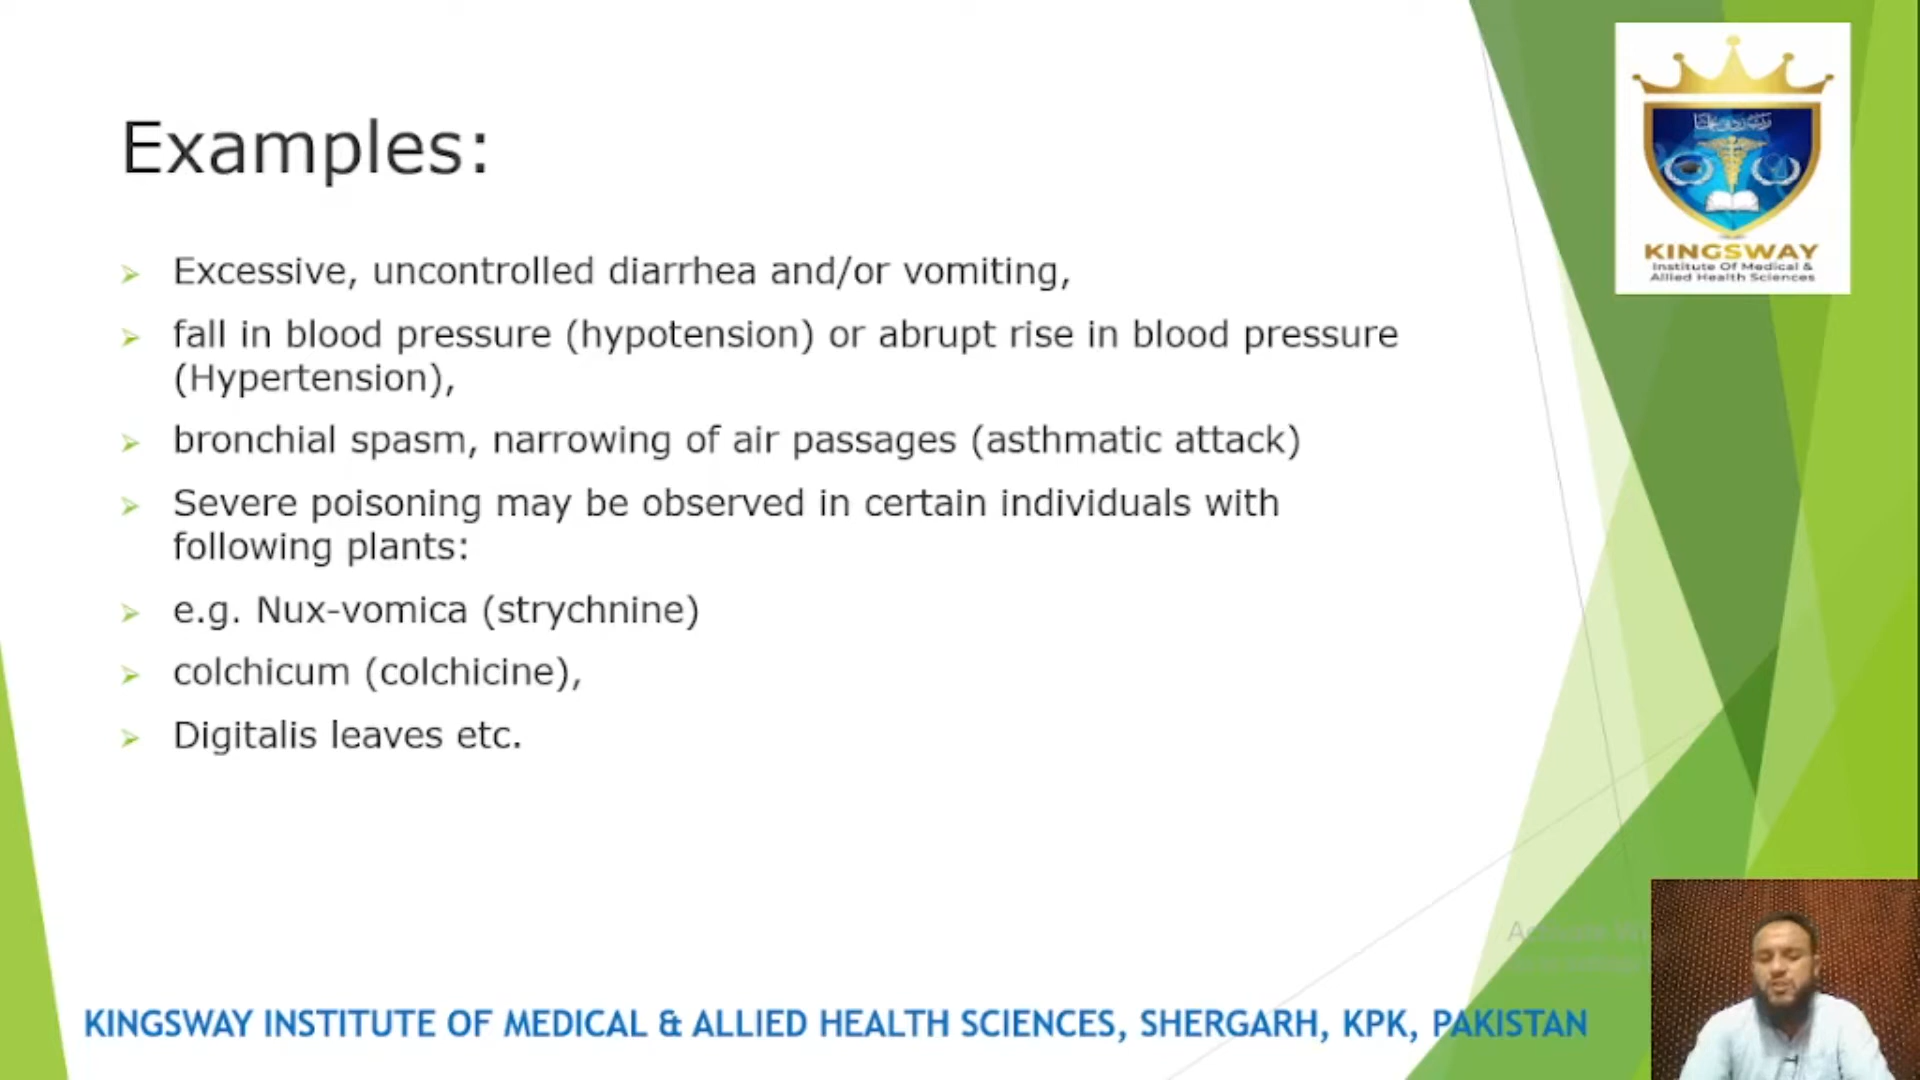 Examples:
Excessive, uncontrolled diarrhea and/or vomiting,
fall in blood pressure (hypotension) or abrupt rise in blood pressure
(Hypertension),
bronchial spasm, narrowing of air passages (asthmatic attack)
Severe poisoning may be observed in certain individuals with
following plants:
e.g. Nux-vomica (strychnine)
colchicum (colchicine),
Digitalis leaves etc.
KINGSWAY
Institute Of Medical &
Allied Health Sciences
KINGSWAY INSTITUTE OF MEDICAL & ALLIED HEALTH SCIENCES, SHERGARH, KPK, PAKISTAN